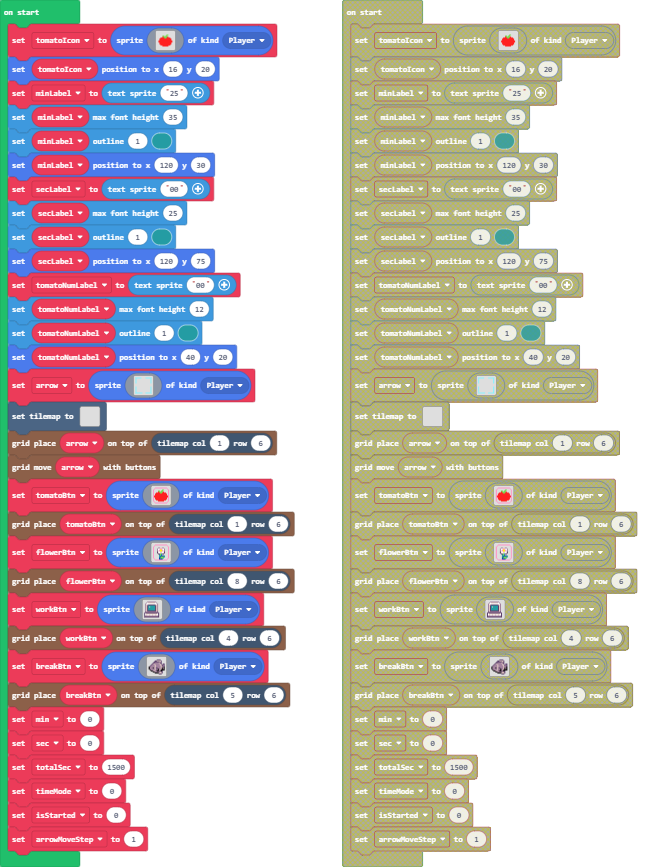 on start
set tomatoIcon to sprite of kind Player
set tomatoIcon position to x 16 y 20
set minLabel to text sprite "25"
set minLabel max font height 35
set minLabel outline 1
set minLabel position to x 120 y 30
set secLabel to text sprite "00"
set secLabel max font height 25
set secLabel outline 1
set secLabel position to x 120 y 75
set tomatoNumLabel to text sprite "00"
set tomatoNumLabel max font height 12
set tomatoNumLabel outline 1
set tomatoNumLabel position to x 40 y 20
set arrow to sprite of kind Player
set tilemap to
grid place arrow on top of tilemap col 1 row 6
grid move arrow with buttons
set tomatoBtn to sprite of kind Player
grid place tomatoBtn on top of tilemap col 1 row 6
set flowerBtn to sprite of kind Player
grid place flowerBtn on top of tilemap col 8 row 6
set workBtn to sprite of kind Player
grid place workBtn on top of tilemap col 4 row 6
set breakBtn to sprite of kind Player
grid place breakBtn on top of tilemap col 5 row 6
set min to 0
set sec to 0
set totalSec to 1500
set timeMode to 0
set isStarted to 0
set arrowMoveStep to 1
on start
set tomatoIcon to sprite of kind Player
set tomatoIcon position to x 16 y 20
set minLabel to text sprite "25"
set minLabel max font height 35
set minLabel outline 1
set minLabel position to x 120 y 30
set secLabel to text sprite "00"
set secLabel max font height 25
set secLabel outline 1
set secLabel position to x 120 y 75
set tomatoNumLabel to text sprite "00"
set tomatoNumLabel max font height 12
set tomatoNumLabel outline 1
set tomatoNumLabel position to x 40 y 20
set arrow to sprite of kind Player
set tilemap to
grid place arrow on top of tilemap col 1 row 6
grid move arrow with buttons
set tomatoBtn to sprite of kind Player
grid place tomatoBtn on top of tilemap col 1 row 6
set flowerBtn to sprite of kind Player
grid place flowerBtn on top of tilemap col 8 row 6
set workBtn to sprite of kind Player
grid place workBtn on top of tilemap col 4 row 6
set breakBtn to sprite of kind Player
grid place breakBtn on top of tilemap col 5 row 6
set min to 0
set sec to 0
set totalSec to 1500
set timeMode to 0
set isStarted to 0
set arrowMoveStep to 1